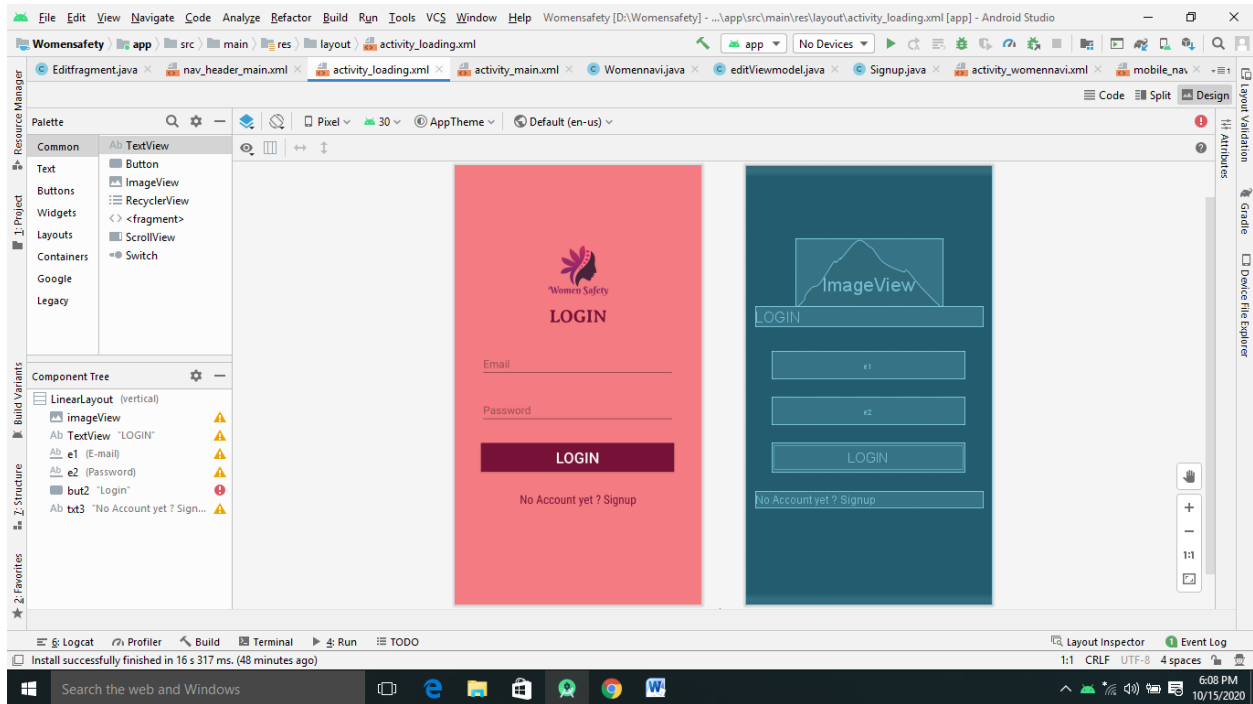 File Edit View Navigate Code Analyze Refactor Build Run Tools VCS Window Help Womensafety [D:\Womensafety] - ...\app\src\main\res\layout\activity_loading.xml [app] - Android Studio
Womensafety app src main res layout activity_loading.xml app No Devices
Editfragment.java nav_header_main.xml activity_loading.xml activity_main.xml Womennavi.java editViewmodel.java Signup.java activity_womennavi.xml mobile_nav
Code Split Design
Palette Pixel 30 AppTheme Default (en-us)
Common
Text
Buttons
Widgets
Layouts
Containers
Google
Legacy
Ab TextView
Button
ImageView
RecyclerView
<> <fragment>
ScrollView
Switch
Component Tree
LinearLayout (vertical)
imageView
Ab TextView "LOGIN"
Ab e1 (E-mail)
Ab e2 (Password)
but2 "Login"
Ab txt3 "No Account yet ? Sign...
Women Safety
LOGIN
Email
Password
LOGIN
No Account yet ? Signup
ImageView
LOGIN
e1
e2
LOGIN
No Account yet ? Signup
1:1
Resource Manager
1: Project
Build Variants
7: Structure
2: Favorites
Layout Validation
Attributes
Gradle
Device File Explorer
6: Logcat Profiler Build Terminal 4: Run TODO Layout Inspector 1 Event Log
Install successfully finished in 16 s 317 ms. (48 minutes ago) 1:1 CRLF UTF-8 4 spaces
Search the web and Windows
6:08 PM
10/15/2020